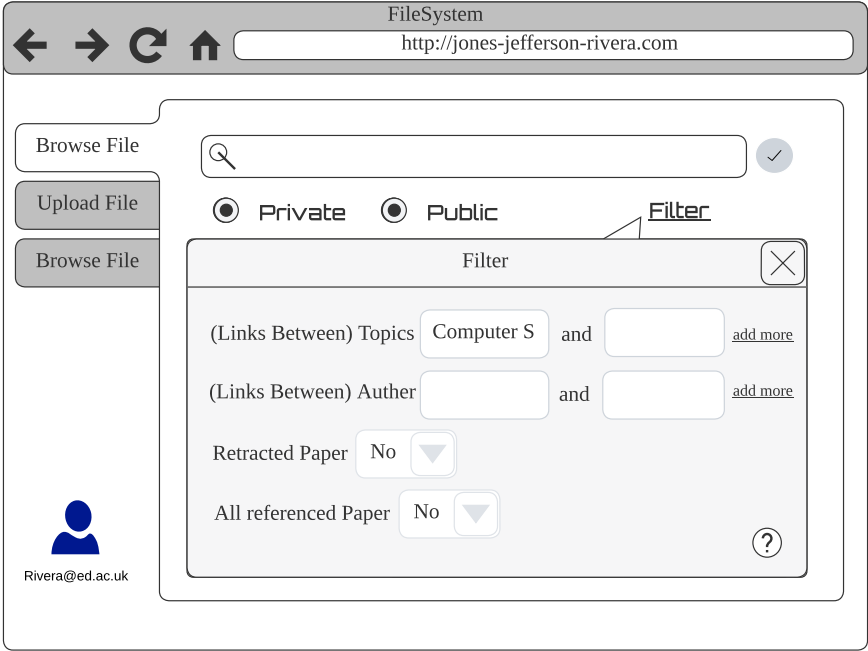 FileSystem
http://jones-jefferson-rivera.com
Browse File
Upload File
Browse File
Private Public Filter
Filter
(Links Between) Topics Computer S and add more
(Links Between) Auther and add more
Retracted Paper No
All referenced Paper No
?
Rivera@ed.ac.uk